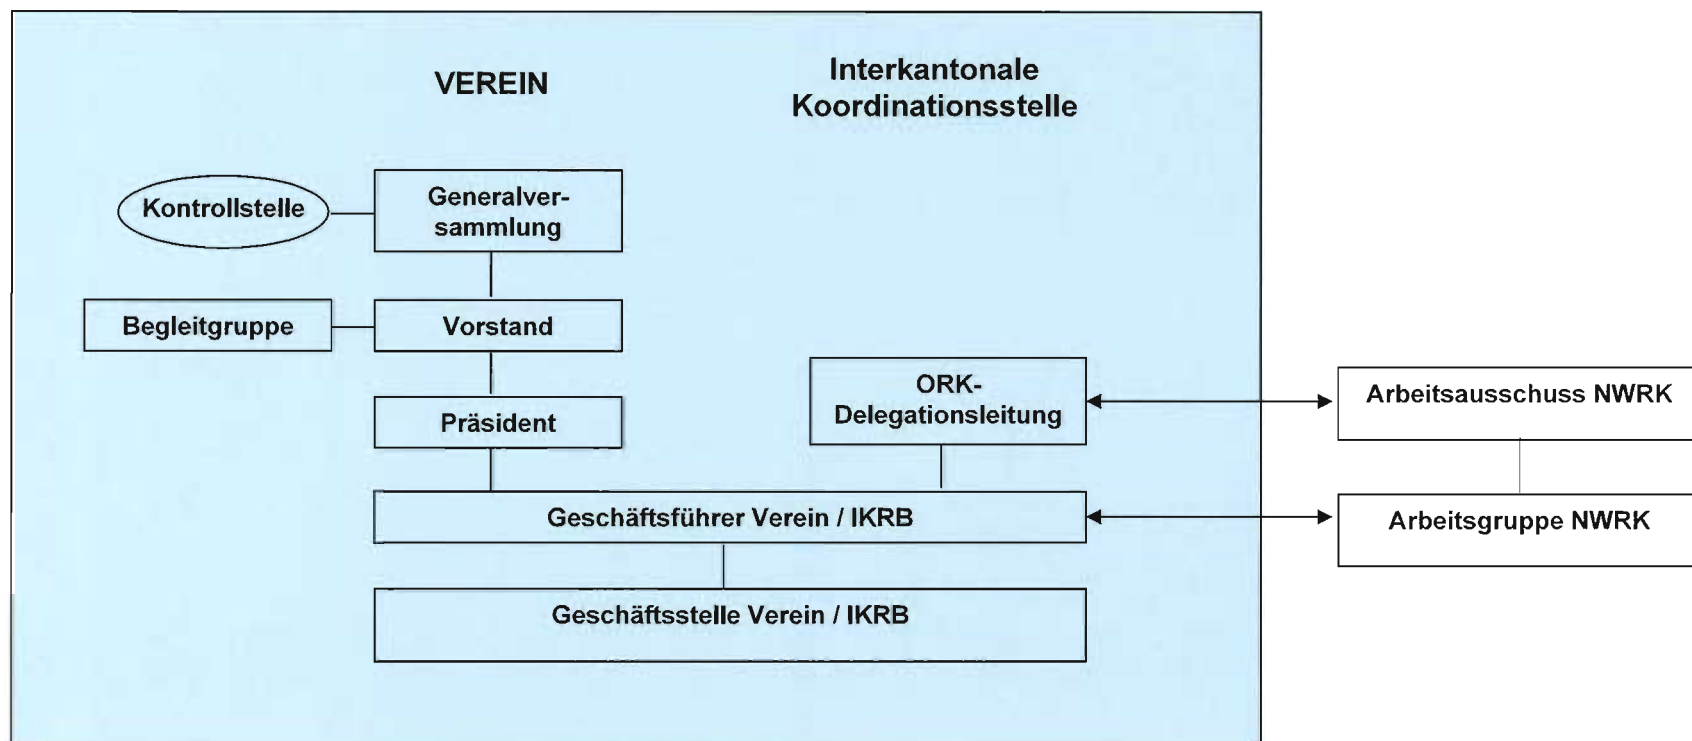 VEREIN
Interkantonale
Koordinationsstelle
Kontrollstelle
Generalver-
sammlung
Begleitgruppe
Vorstand
Präsident
ORK-
Delegationsleitung
Arbeitsausschuss NWRK
Geschäftsführer Verein / IKRB
Arbeitsgruppe NWRK
Geschäftsstelle Verein / IKRB